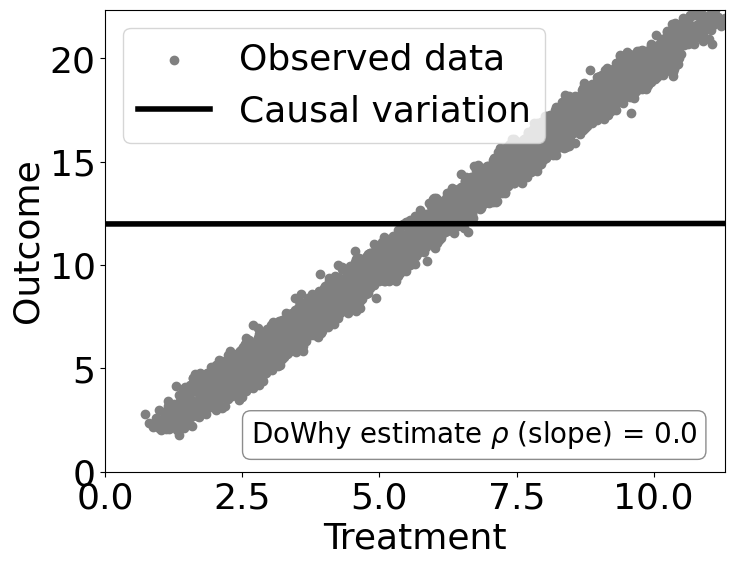 Observed data
Causal variation
Outcome
20
15
10
5
0
DoWhy estimate ρ (slope) = 0.0
0.0 2.5 5.0 7.5 10.0
Treatment